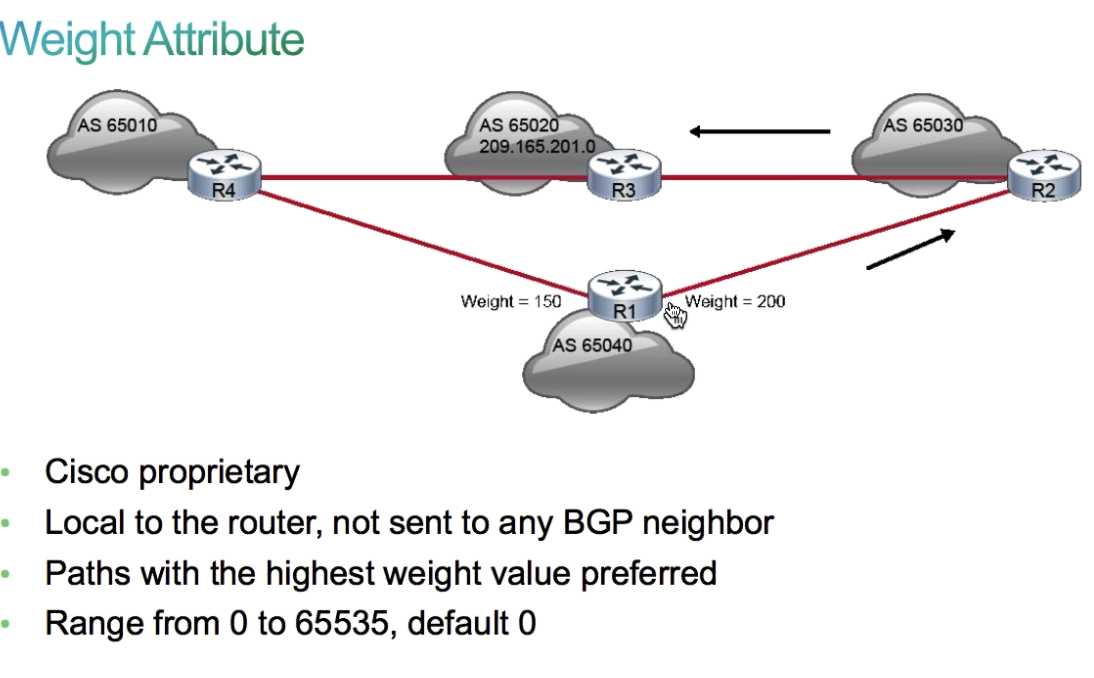 Weight Attribute
AS 65010
AS 65020
209.165.201.0
AS 65030
R4
R3
R2
Weight = 150
R1
Weight = 200
AS 65040
• Cisco proprietary
• Local to the router, not sent to any BGP neighbor
• Paths with the highest weight value preferred
• Range from 0 to 65535, default 0